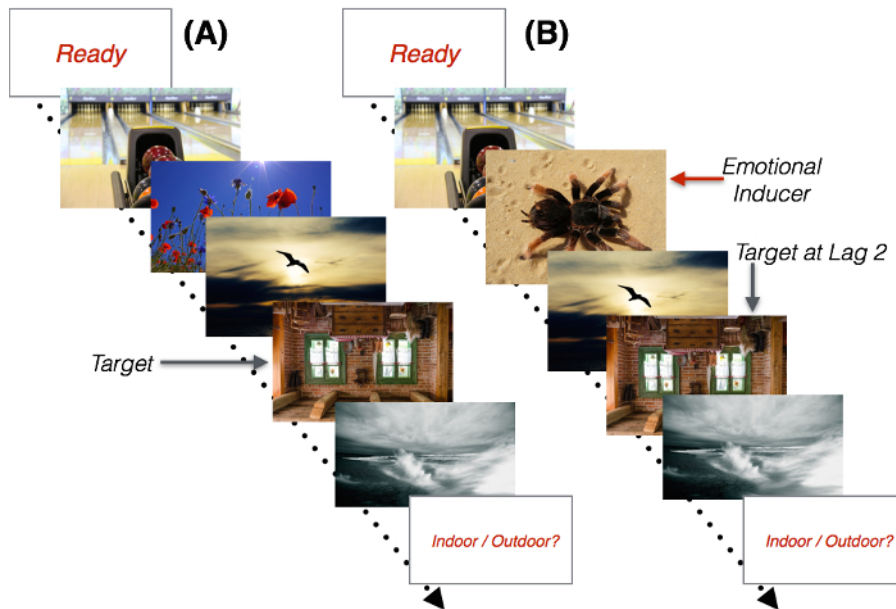 (A)
Ready
Target
Indoor / Outdoor?
(B)
Ready
Emotional
Inducer
Target at Lag 2
Indoor / Outdoor?